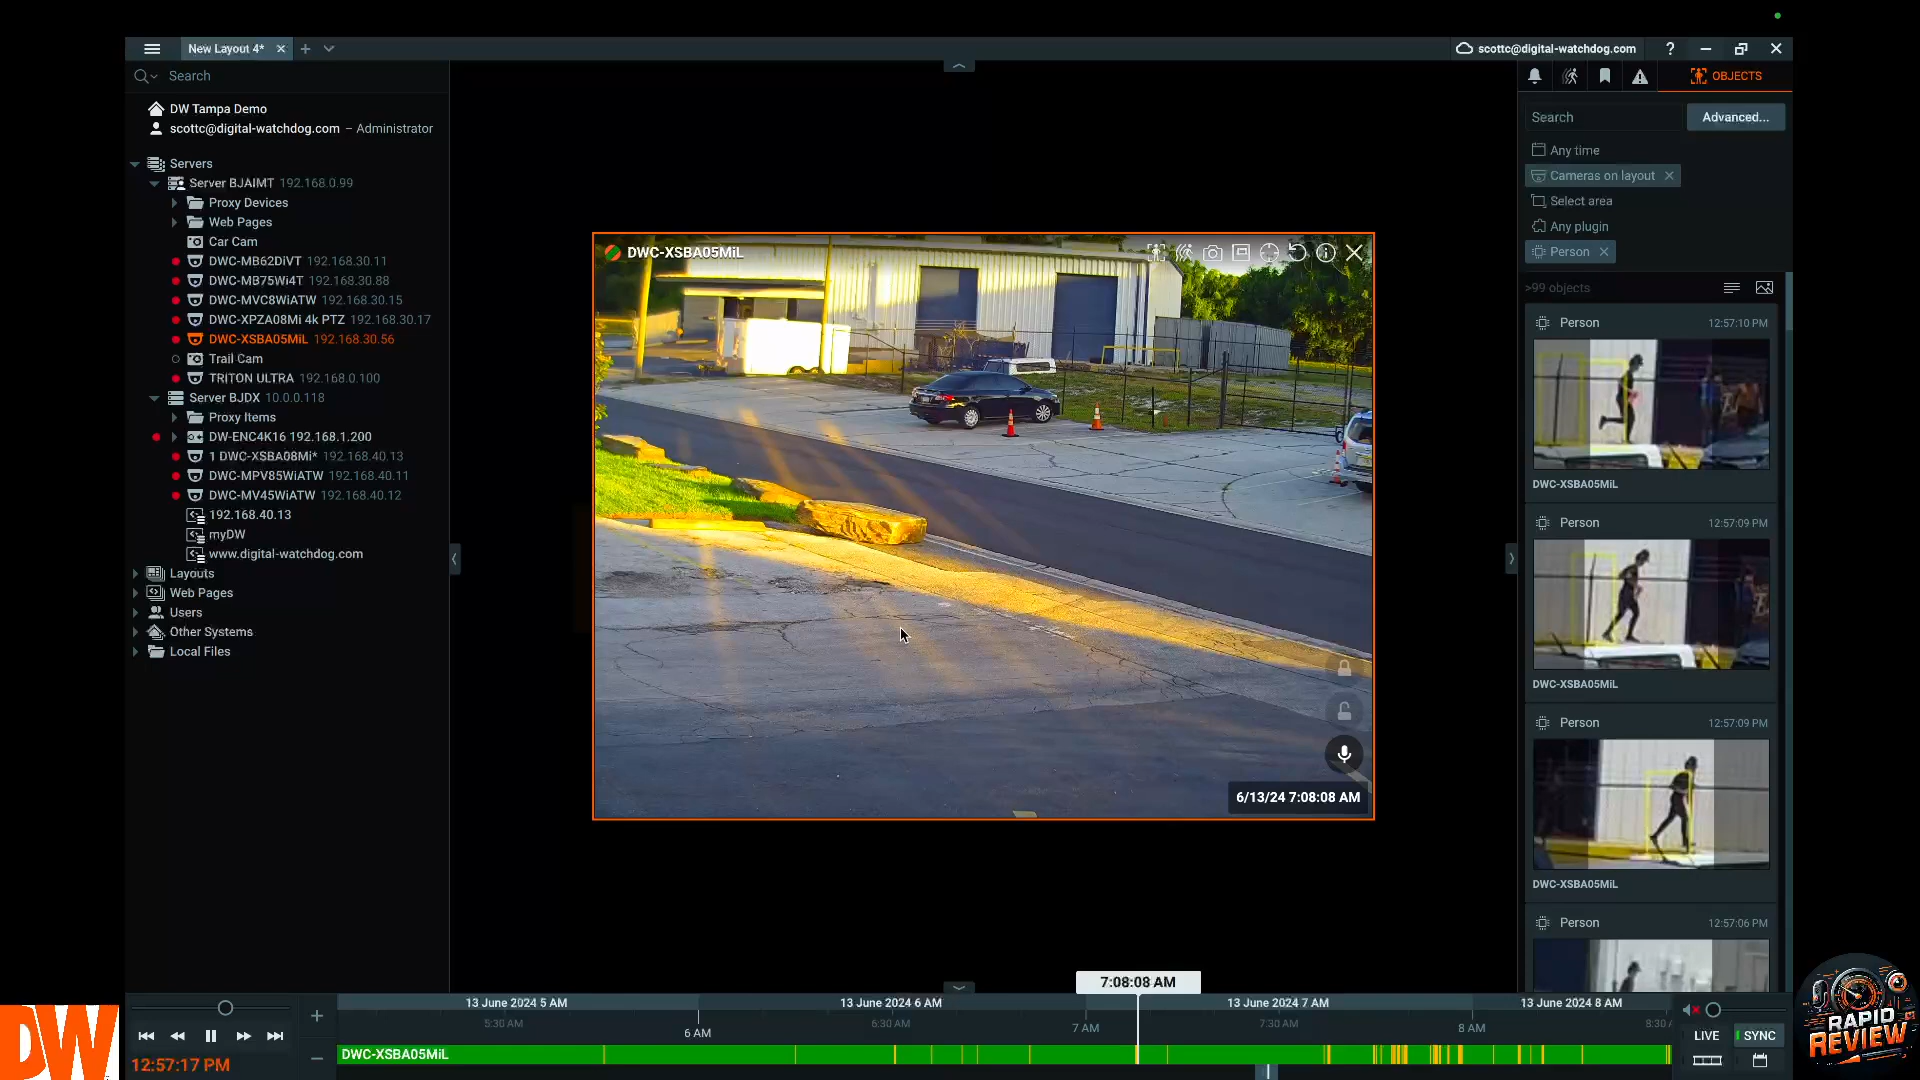 New Layout 4*
scottc@digital-watchdog.com
?
Search
OBJECTS
DW Tampa Demo
scottc@digital-watchdog.com – Administrator
Servers
Server BJAIMT 192.168.0.99
Proxy Devices
Web Pages
Car Cam
DWC-MB62DiVT 192.168.30.11
DWC-MB75Wi4T 192.168.30.88
DWC-MVC8WiATW 192.168.30.15
DWC-XPZA08Mi 4k PTZ 192.168.30.17
DWC-XSBA05MiL 192.168.30.56
Trail Cam
TRITON ULTRA 192.168.0.100
Server BJDX 10.0.0.118
Proxy Items
DW-ENC4K16 192.168.1.200
1 DWC-XSBA08Mi* 192.168.40.13
DWC-MPV85WiATW 192.168.40.11
DWC-MV45WiATW 192.168.40.12
192.168.40.13
myDW
www.digital-watchdog.com
Layouts
Web Pages
Users
Other Systems
Local Files
DWC-XSBA05MiL
6/13/24 7:08:08 AM
Search
Advanced...
Any time
Cameras on layout
Select area
Any plugin
Person
>99 objects
Person 12:57:10 PM
DWC-XSBA05MiL
Person 12:57:09 PM
DWC-XSBA05MiL
Person 12:57:09 PM
DWC-XSBA05MiL
Person 12:57:06 PM
7:08:08 AM
13 June 2024 5 AM
13 June 2024 6 AM
13 June 2024 7 AM
13 June 2024 8 AM
5:30 AM
6 AM
6:30 AM
7 AM
7:30 AM
8 AM
8:30
DWC-XSBA05MiL
12:57:17 PM
LIVE
SYNC
DW
RAPID
REVIEW